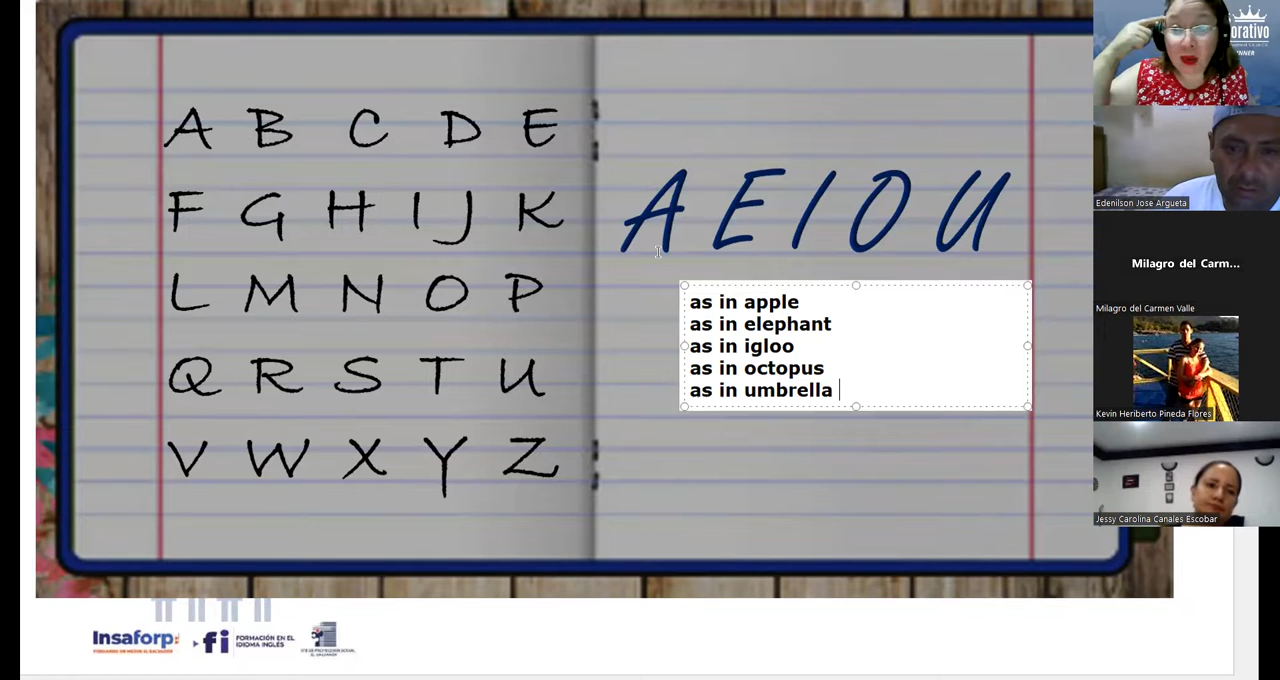 A B C D E
F G H I J K
L M N O P
Q R S T U
V W X Y Z
A E I O U
as in apple
as in elephant
as in igloo
as in octopus
as in umbrella
orativo
INNER
Edenilson Jose Argueta
Milagro del Carm...
Milagro del Carmen Valle
Kevin Heriberto Pineda Flores
Jessy Carolina Canales Escobar
Insaforp
fi
FORMACIÓN EN EL
IDIOMA INGLÉS